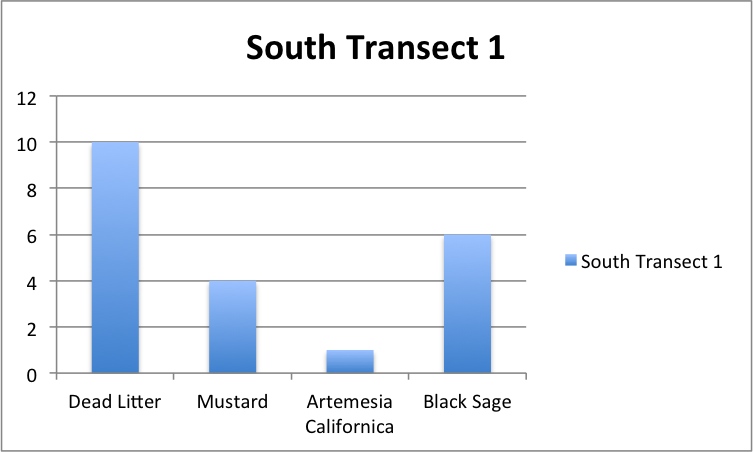 South Transect 1
12
10
8
6
4
2
0
South Transect 1
Dead Litter
Mustard
Artemesia
Californica
Black Sage